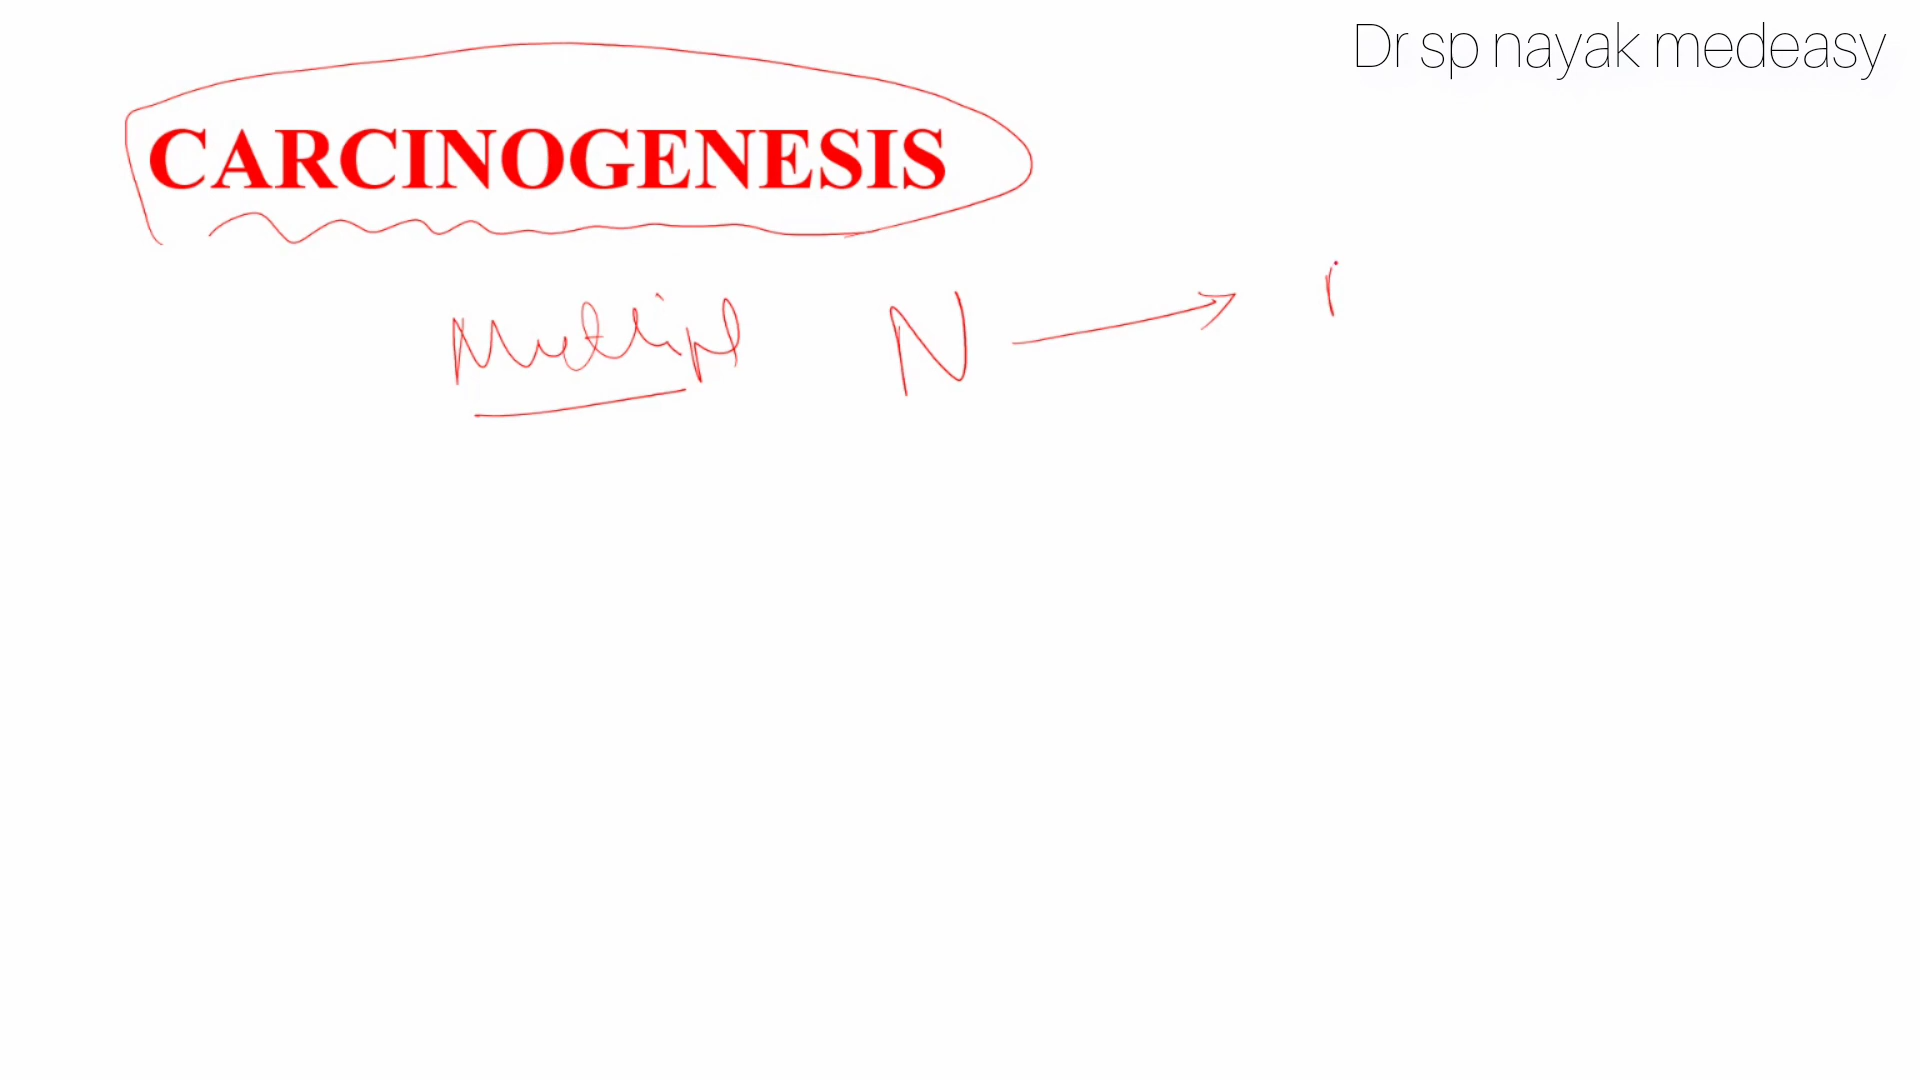 Dr sp nayak medeasy
CARCINOGENESIS
Multipl N →